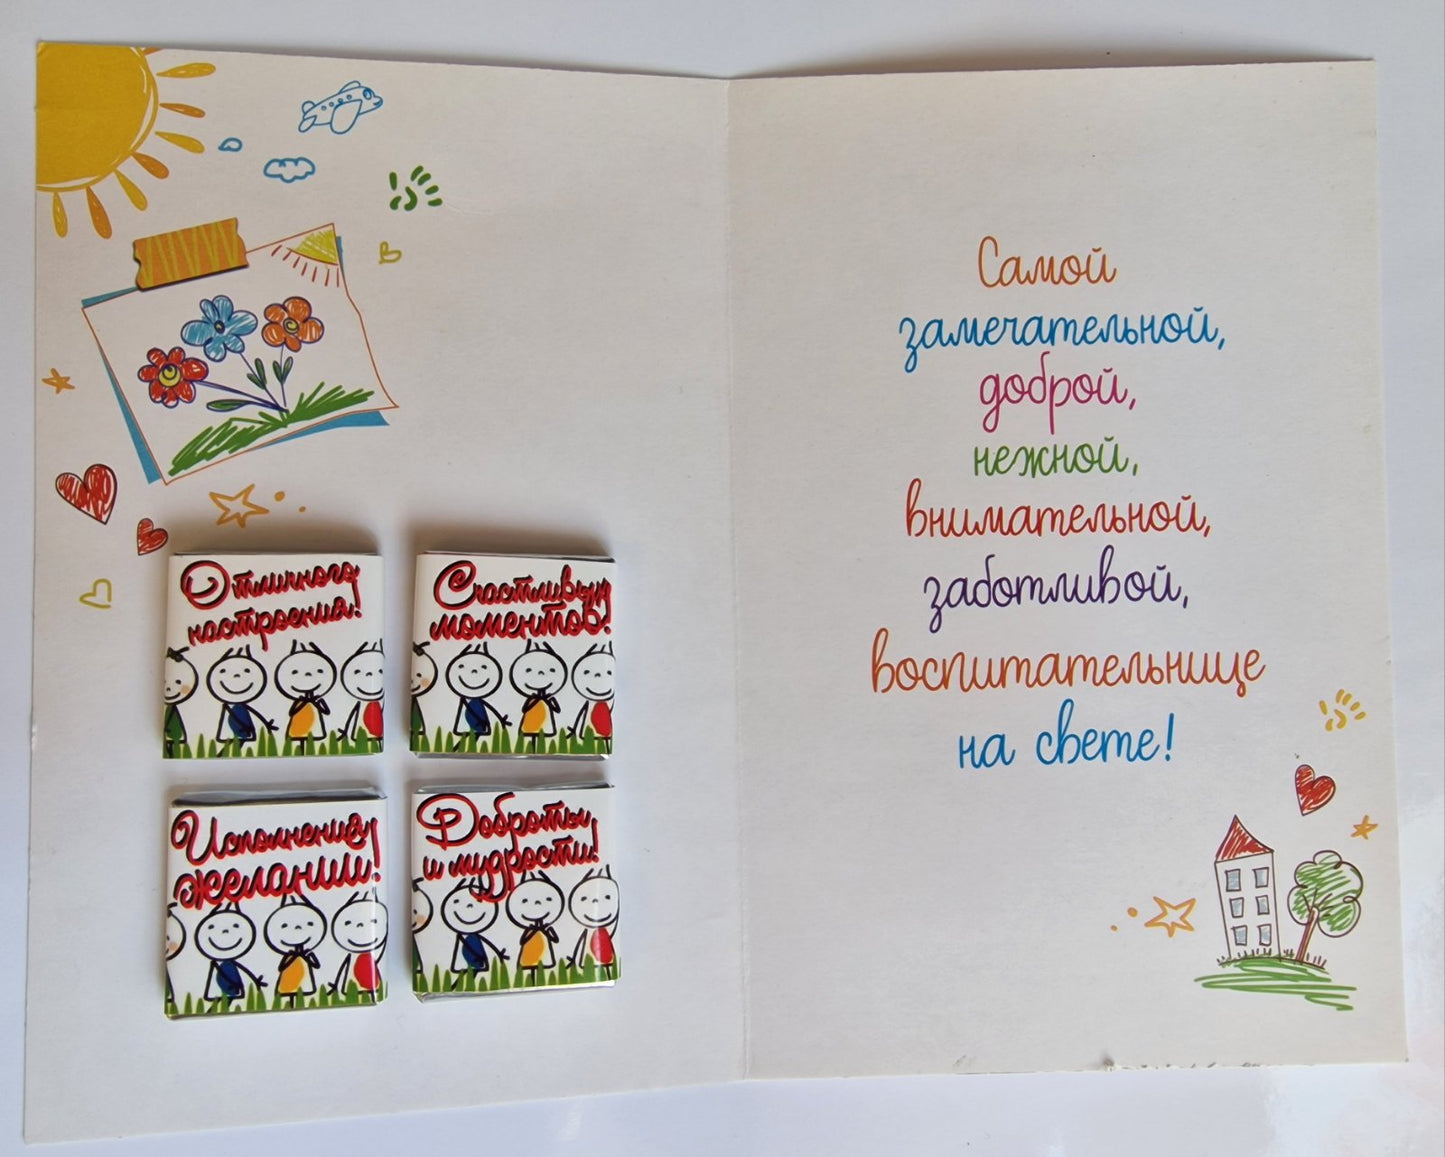 Отличного
настроения!
Счастливых
моментов!
Исполнения
желаний!
Доброты
и мудрости!
Самой
замечательной,
доброй,
нежной,
внимательной,
заботливой,
воспитательнице
на свете!